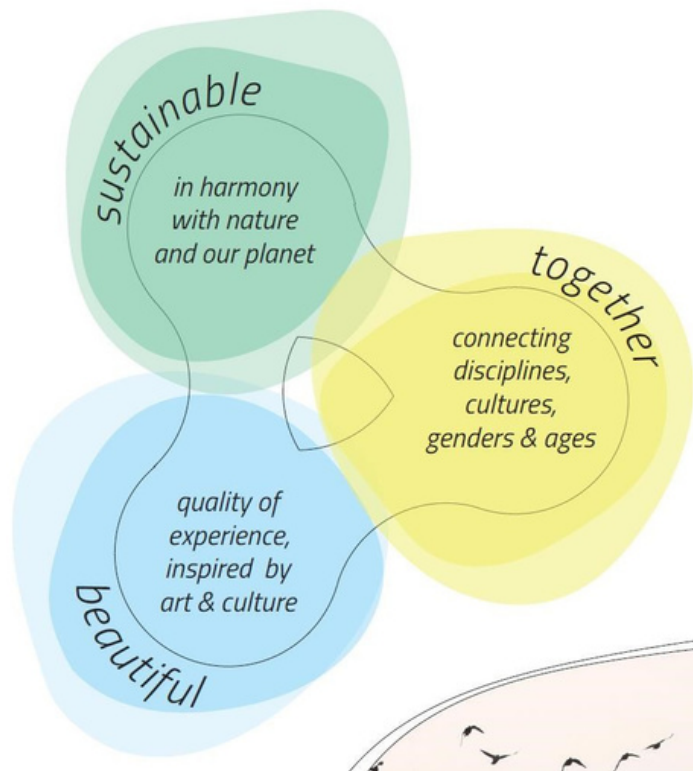 sustainable
in harmony
with nature
and our planet
together
connecting
disciplines,
cultures,
genders & ages
quality of
experience,
inspired by
art & culture
beautiful